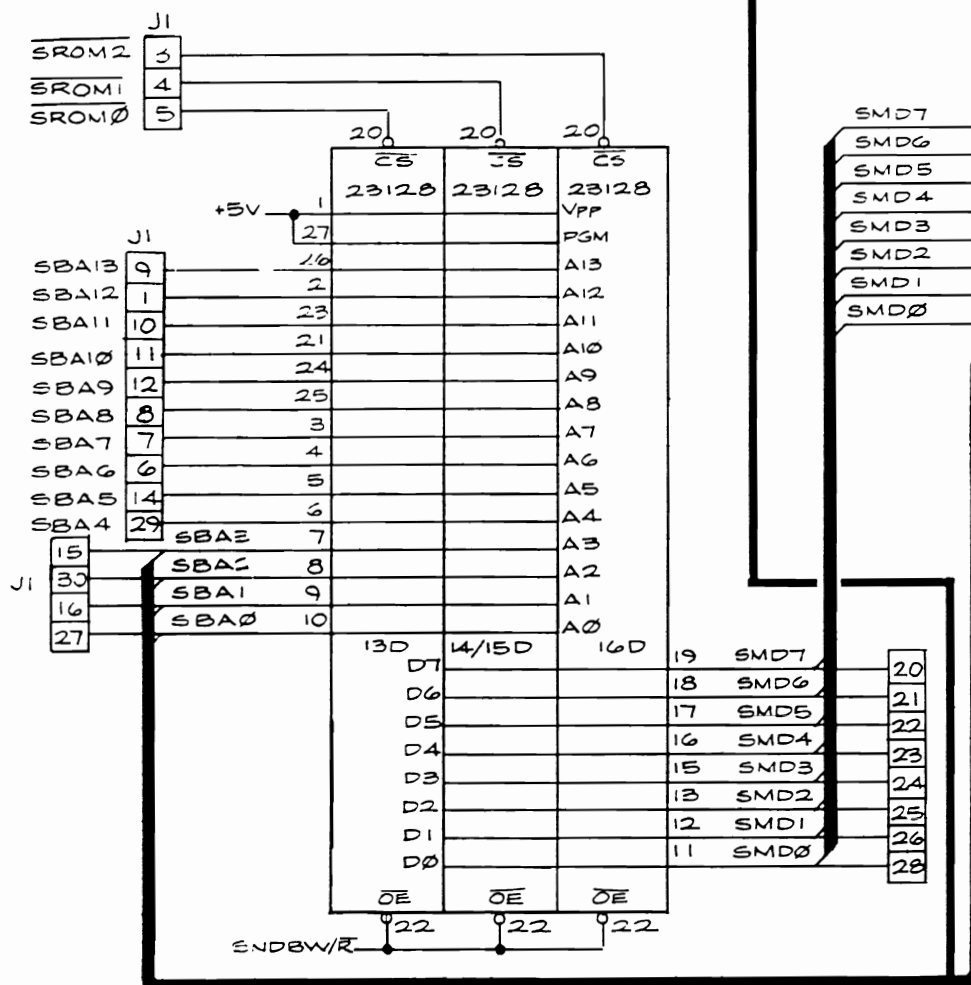 J1
SROM2 3
SROM1 4
SROMØ 5
20 20 20
CS CS CS
23128 23128 23128
+5V 1 VPP
27 PGM
J1
SBA13 9 26 A13
SBA12 1 2 A12
SBA11 10 23 A11
SBA1Ø 11 21 A1Ø
SBA9 12 24 A9
SBA8 8 25 A8
SBA7 7 3 A7
SBA6 6 4 A6
SBA5 14 5 A5
SBA4 29 6 A4
J1
15 SBA3 7 A3
30 SBA2 8 A2
16 SBA1 9 A1
27 SBAØ 10 AØ
13D 14/15D 16D
D7 19 SMD7 20
D6 18 SMD6 21
D5 17 SMD5 22
D4 16 SMD4 23
D3 15 SMD3 24
D2 13 SMD2 25
D1 12 SMD1 26
DØ 11 SMDØ 28
OE OE OE
22 22 22
SNDBW/R
SMD7
SMD6
SMD5
SMD4
SMD3
SMD2
SMD1
SMDØ